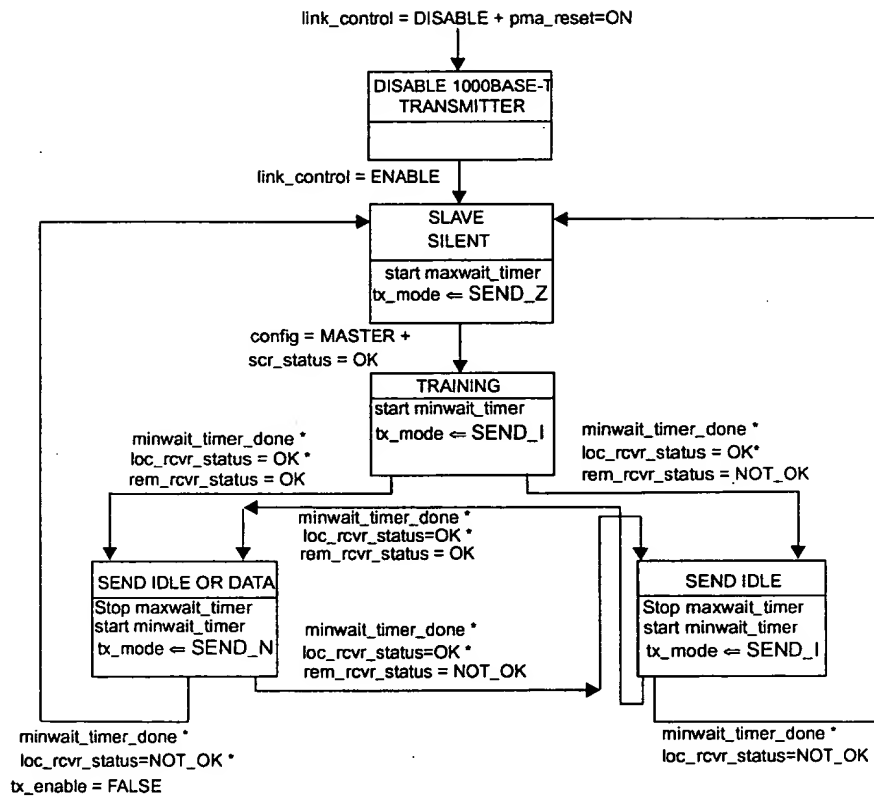 link_control = DISABLE + pma_reset=ON
DISABLE 1000BASE-T
TRANSMITTER
link_control = ENABLE
SLAVE
SILENT
start maxwait_timer
tx_mode ⇐ SEND_Z
config = MASTER +
scr_status = OK
TRAINING
start minwait_timer
tx_mode ⇐ SEND_I
minwait_timer_done *
loc_rcvr_status = OK *
rem_rcvr_status = OK
minwait_timer_done *
loc_rcvr_status = OK*
rem_rcvr_status = NOT_OK
minwait_timer_done *
loc_rcvr_status=OK *
rem_rcvr_status = OK
SEND IDLE OR DATA
Stop maxwait_timer
start minwait_timer
tx_mode ⇐ SEND_N
SEND IDLE
Stop maxwait_timer
start minwait_timer
tx_mode ⇐ SEND_I
minwait_timer_done *
loc_rcvr_status=OK *
rem_rcvr_status = NOT_OK
minwait_timer_done *
loc_rcvr_status=NOT_OK *
tx_enable = FALSE
minwait_timer_done *
loc_rcvr_status=NOT_OK